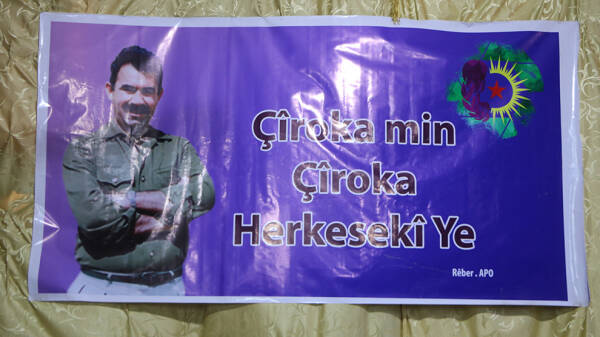 Çîroka min
Çîroka
Herkesekî Ye
Rêber . APO